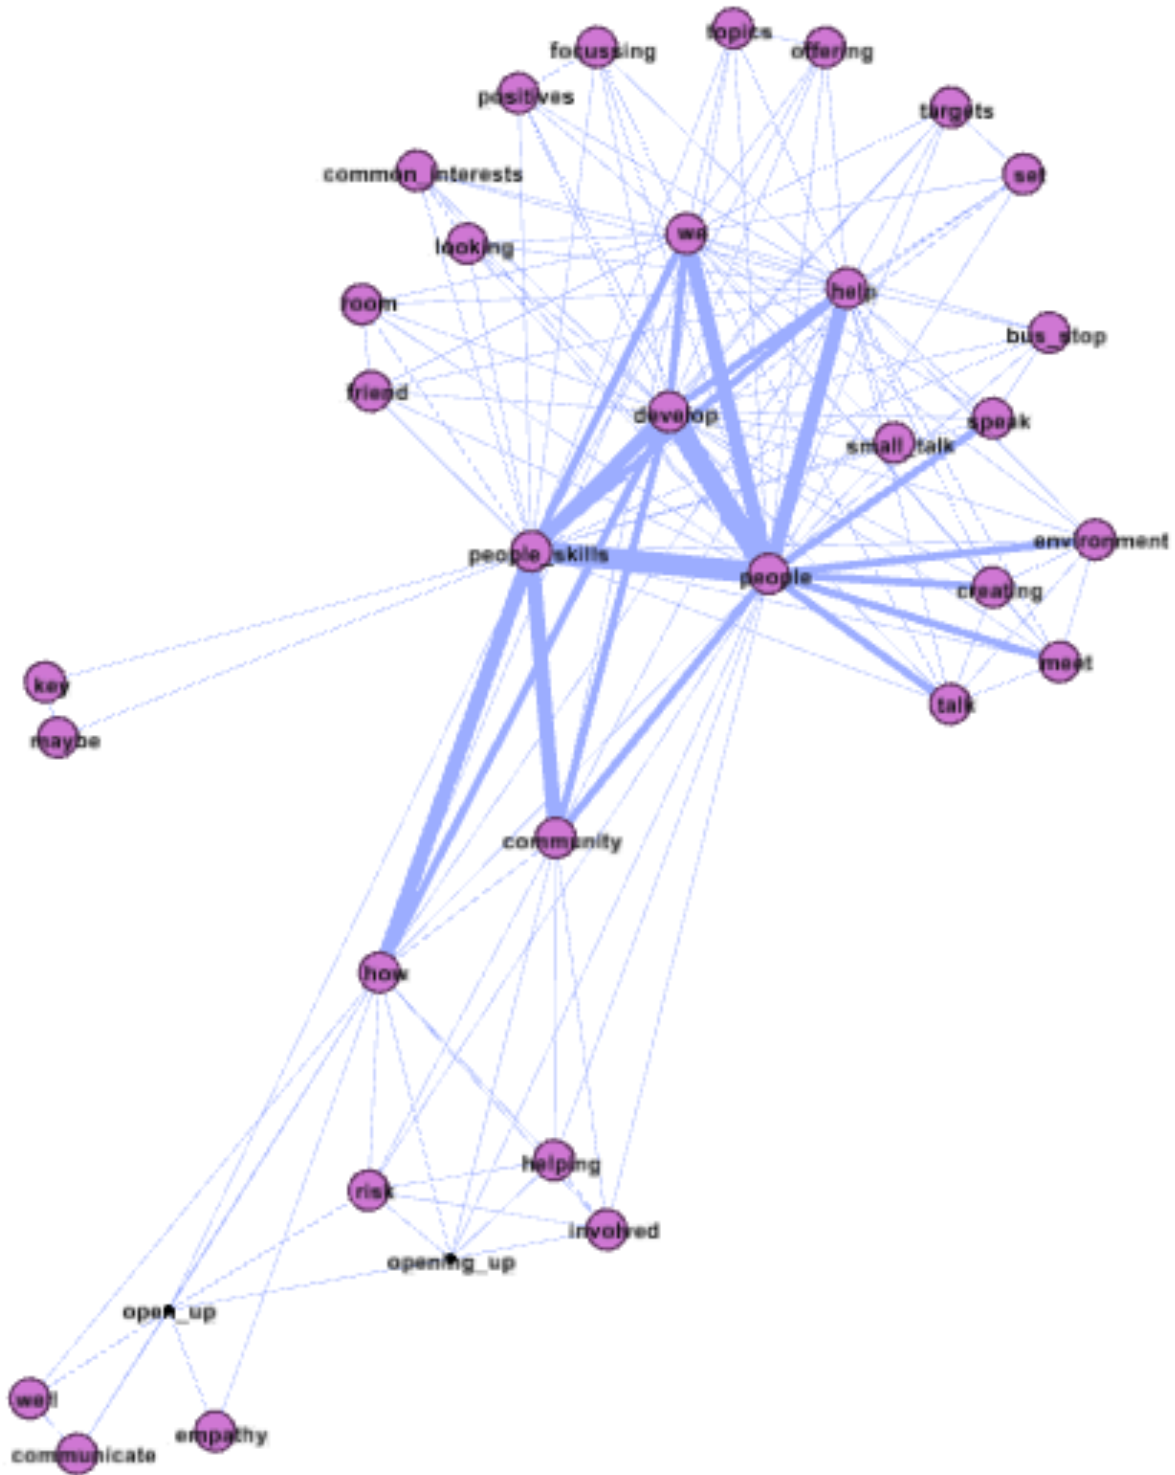 topics
focussing
offering
positives
targets
common_interests
set
we
looking
help
room
bus_stop
friend
develop
speak
small_talk
environment
people_skills
people
creating
meet
key
talk
maybe
community
how
helping
risk
involved
opening_up
open_up
well
empathy
communicate